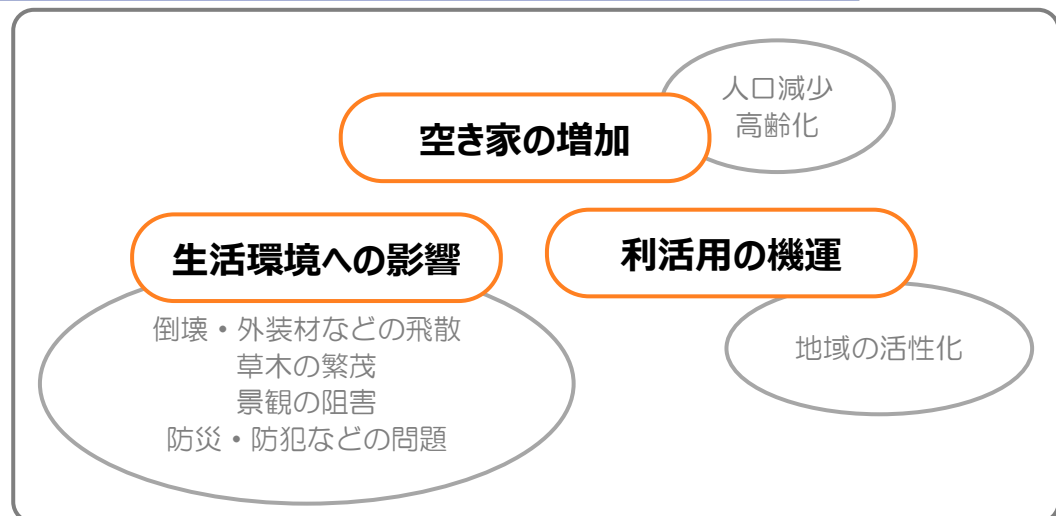 人口減少
高齢化
空き家の増加
生活環境への影響
利活用の機運
倒壊・外装材などの飛散
草木の繁茂
景観の阻害
防災・防犯などの問題
地域の活性化